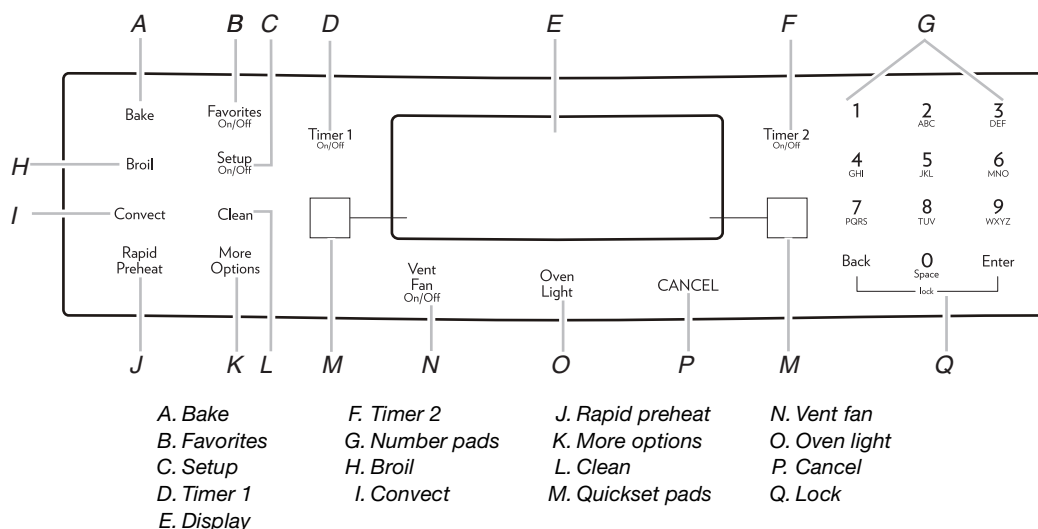 A B C D E F G
Bake Favorites On/Off Timer 1 On/Off Timer 2 On/Off 1 2 ABC 3 DEF
H Broil Setup On/Off 4 GHI 5 JKL 6 MNO
I Convect Clean 7 PQRS 8 TUV 9 WXYZ
Rapid Preheat More Options Vent Fan On/Off Oven Light CANCEL Back 0 Space Enter
lock
J K L M N O P M Q
A. Bake
B. Favorites
C. Setup
D. Timer 1
E. Display
F. Timer 2
G. Number pads
H. Broil
I. Convect
J. Rapid preheat
K. More options
L. Clean
M. Quickset pads
N. Vent fan
O. Oven light
P. Cancel
Q. Lock